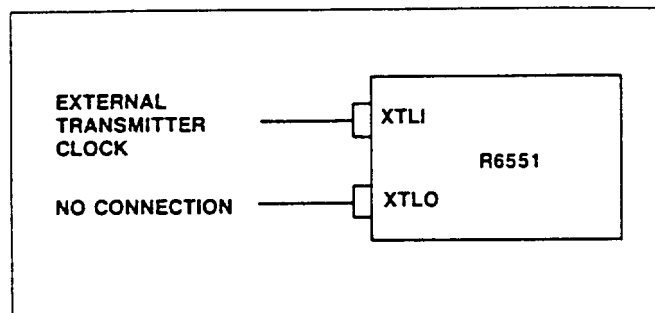 EXTERNAL
TRANSMITTER
CLOCK
XTLI
R6551
NO CONNECTION
XTLO